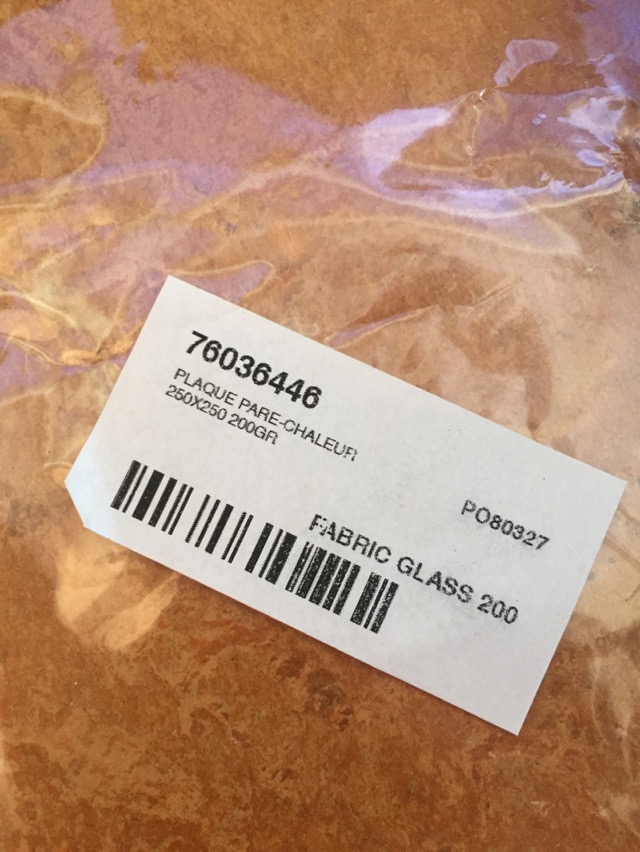 76036446
PLAQUE PARE-CHALEUR
250X250 200GR
PO80327
FABRIC GLASS 200